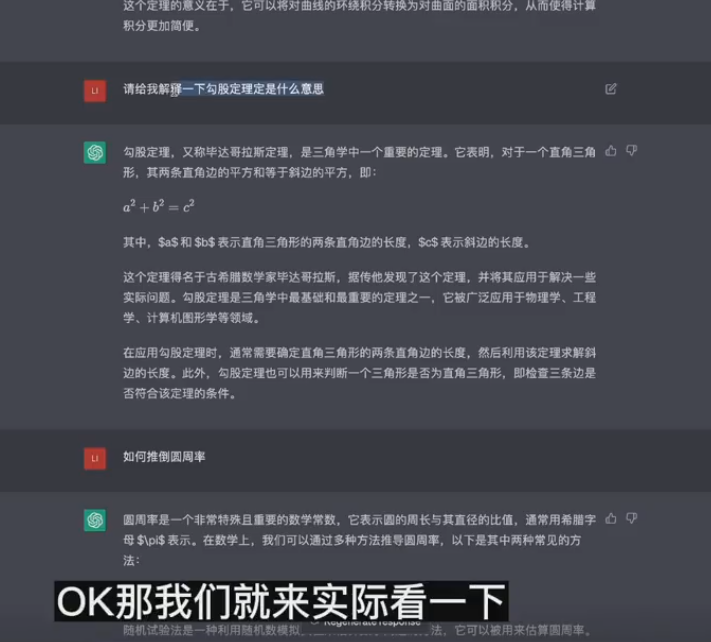 这个定理的意义在于，它可以将对曲线的环绕积分转换为对曲面的面积积分，从而使得计算
积分更加简便。
LI
请给我解释一下勾股定理定是什么意思
勾股定理，又称毕达哥拉斯定理，是三角学中一个重要的定理。它表明，对于一个直角三角
形，其两条直角边的平方和等于斜边的平方，即：
a² + b² = c²
其中，$a$ 和 $b$ 表示直角三角形的两条直角边的长度，$c$ 表示斜边的长度。
这个定理得名于古希腊数学家毕达哥拉斯，据传他发现了这个定理，并将其应用于解决一些
实际问题。勾股定理是三角学中最基础和最重要的定理之一，它被广泛应用于物理学、工程
学、计算机图形学等领域。
在应用勾股定理时，通常需要确定直角三角形的两条直角边的长度，然后利用该定理求解斜
边的长度。此外，勾股定理也可以用来判断一个三角形是否为直角三角形，即检查三条边是
否符合该定理的条件。
LI
如何推倒圆周率
圆周率是一个非常特殊且重要的数学常数，它表示圆的周长与其直径的比值，通常用希腊字
母 $\pi$ 表示。在数学上，我们可以通过多种方法推导圆周率，以下是其中两种常见的方
法：
OK那我们就来实际看一下
Regenerate response
随机试验法是一种利用随机数模拟 法，它可以被用来估算圆周率。